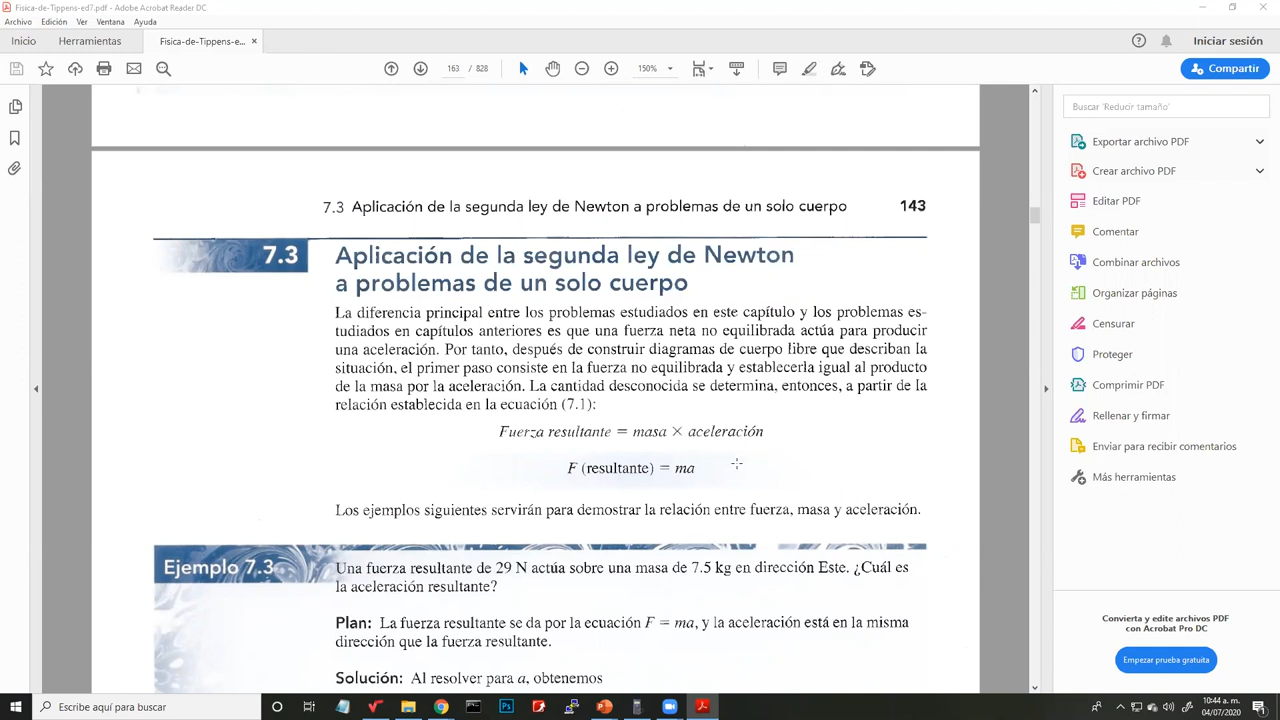 Fisica-de-Tippens-ed7.pdf - Adobe Acrobat Reader DC
Archivo Edición Ver Ventana Ayuda
Inicio Herramientas Fisica-de-Tippens-e... × Iniciar sesión
163 / 828 150% Compartir
7.3 Aplicación de la segunda ley de Newton a problemas de un solo cuerpo 143
7.3 Aplicación de la segunda ley de Newton
a problemas de un solo cuerpo
La diferencia principal entre los problemas estudiados en este capítulo y los problemas es-
tudiados en capítulos anteriores es que una fuerza neta no equilibrada actúa para producir
una aceleración. Por tanto, después de construir diagramas de cuerpo libre que describan la
situación, el primer paso consiste en la fuerza no equilibrada y establecerla igual al producto
de la masa por la aceleración. La cantidad desconocida se determina, entonces, a partir de la
relación establecida en la ecuación (7.1):
Fuerza resultante = masa × aceleración
F (resultante) = ma
Los ejemplos siguientes servirán para demostrar la relación entre fuerza, masa y aceleración.
Ejemplo 7.3 Una fuerza resultante de 29 N actúa sobre una masa de 7.5 kg en dirección Este. ¿Cuál es
la aceleración resultante?
Plan: La fuerza resultante se da por la ecuación F = ma, y la aceleración está en la misma
dirección que la fuerza resultante.
Solución: Al resolver para a, obtenemos
Buscar 'Reducir tamaño'
Exportar archivo PDF
Crear archivo PDF
Editar PDF
Comentar
Combinar archivos
Organizar páginas
Censurar
Proteger
Comprimir PDF
Rellenar y firmar
Enviar para recibir comentarios
Más herramientas
Convierta y edite archivos PDF
con Acrobat Pro DC
Empezar prueba gratuita
Escribe aquí para buscar
10:44 a. m.
04/07/2020